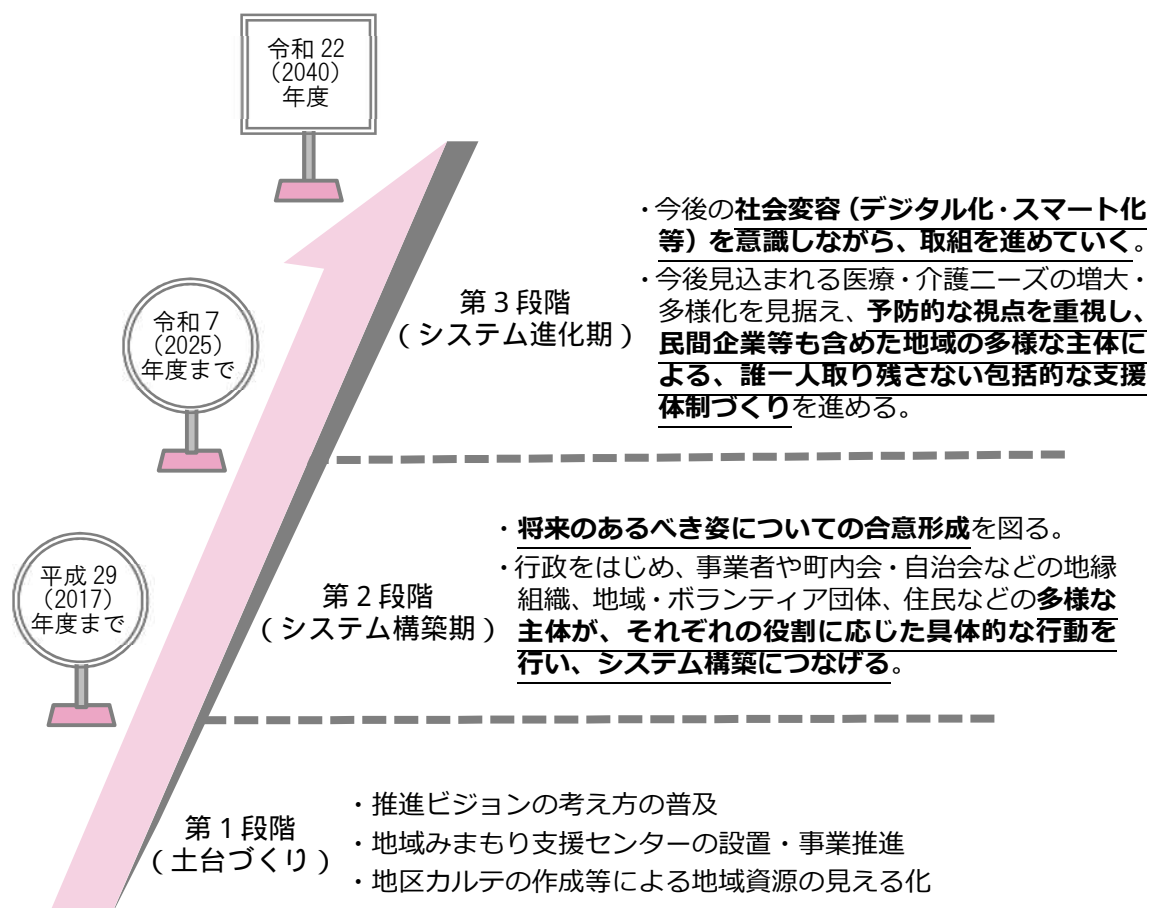 令和 22
（2040）
年度
・今後の社会変容（デジタル化・スマート化
等）を意識しながら、取組を進めていく。
・今後見込まれる医療・介護ニーズの増大・
多様化を見据え、予防的な視点を重視し、
民間企業等も含めた地域の多様な主体に
よる、誰一人取り残さない包括的な支援
体制づくりを進める。
第３段階
（システム進化期）
令和７
（2025）
年度まで
・将来のあるべき姿についての合意形成を図る。
・行政をはじめ、事業者や町内会・自治会などの地縁
組織、地域・ボランティア団体、住民などの多様な
主体が、それぞれの役割に応じた具体的な行動を
行い、システム構築につなげる。
第２段階
（システム構築期）
平成 29
（2017）
年度まで
第１段階
（土台づくり）
・推進ビジョンの考え方の普及
・地域みまもり支援センターの設置・事業推進
・地区カルテの作成等による地域資源の見える化